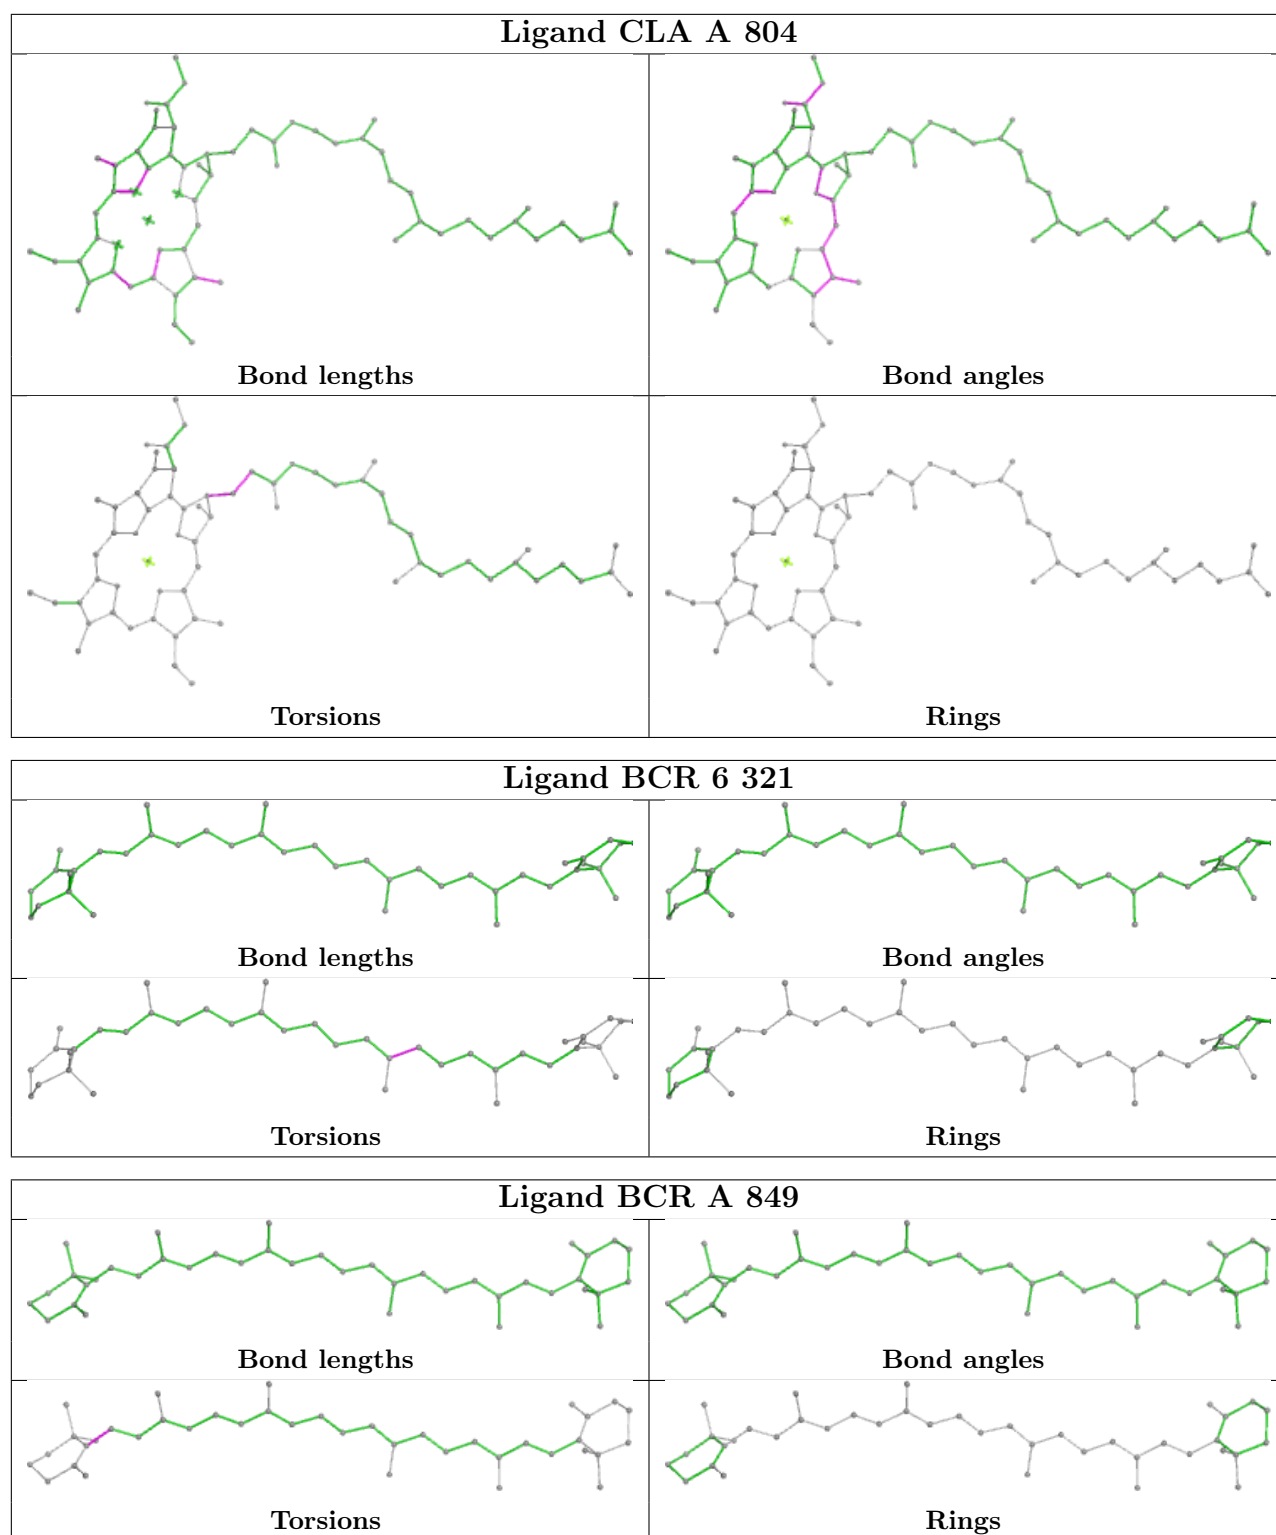 Ligand CLA A 804
Bond lengths
Bond angles
Torsions
Rings
Ligand BCR 6 321
Bond lengths
Bond angles
Torsions
Rings
Ligand BCR A 849
Bond lengths
Bond angles
Torsions
Rings